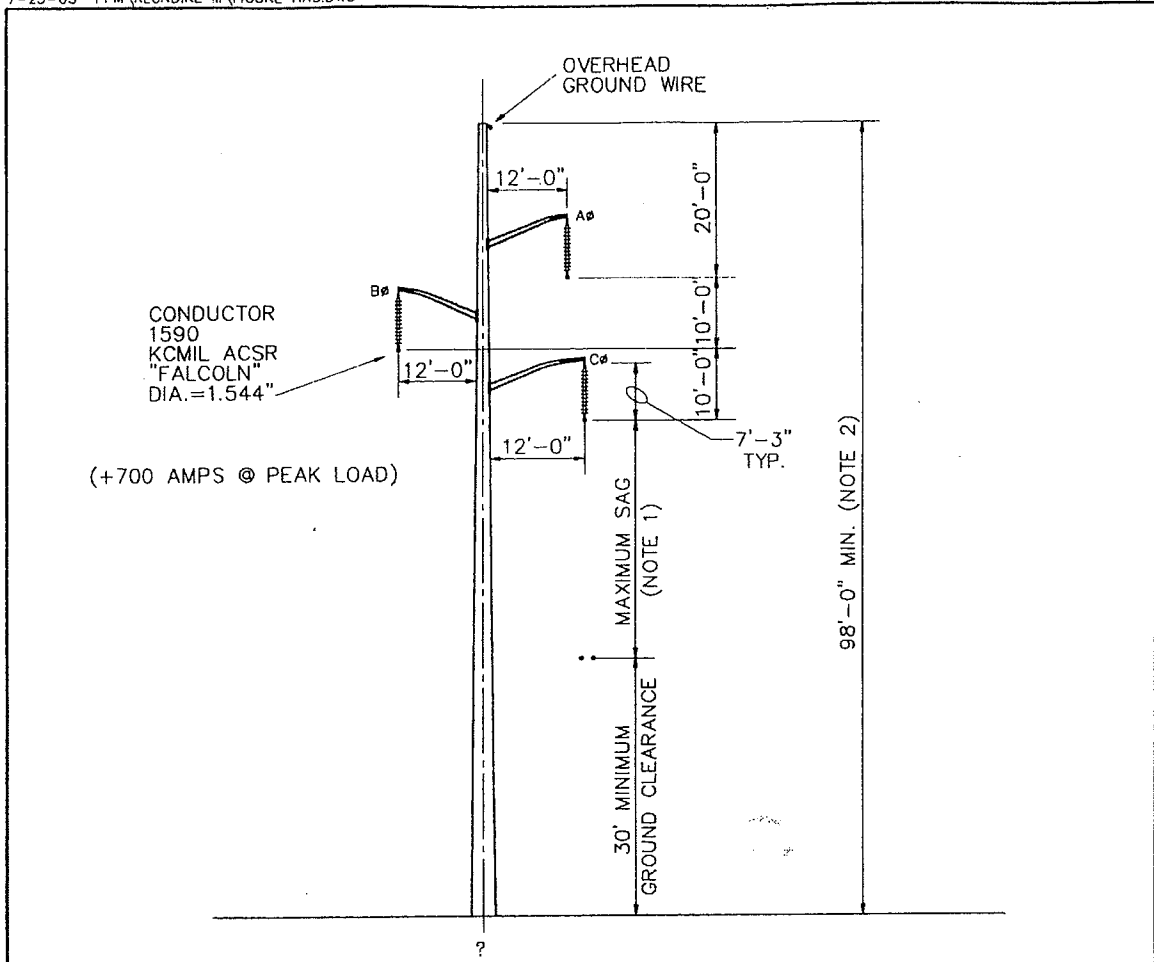 OVERHEAD
GROUND WIRE
12'-0"
20'-0"
AØ
BØ
10'-0"
CONDUCTOR
1590
KCMIL ACSR
"FALCOLN"
DIA.=1.544"
12'-0"
CØ
10'-0"
12'-0"
7'-3"
TYP.
(+700 AMPS @ PEAK LOAD)
MAXIMUM SAG
(NOTE 1)
98'-0" MIN. (NOTE 2)
30' MINIMUM
GROUND CLEARANCE
?